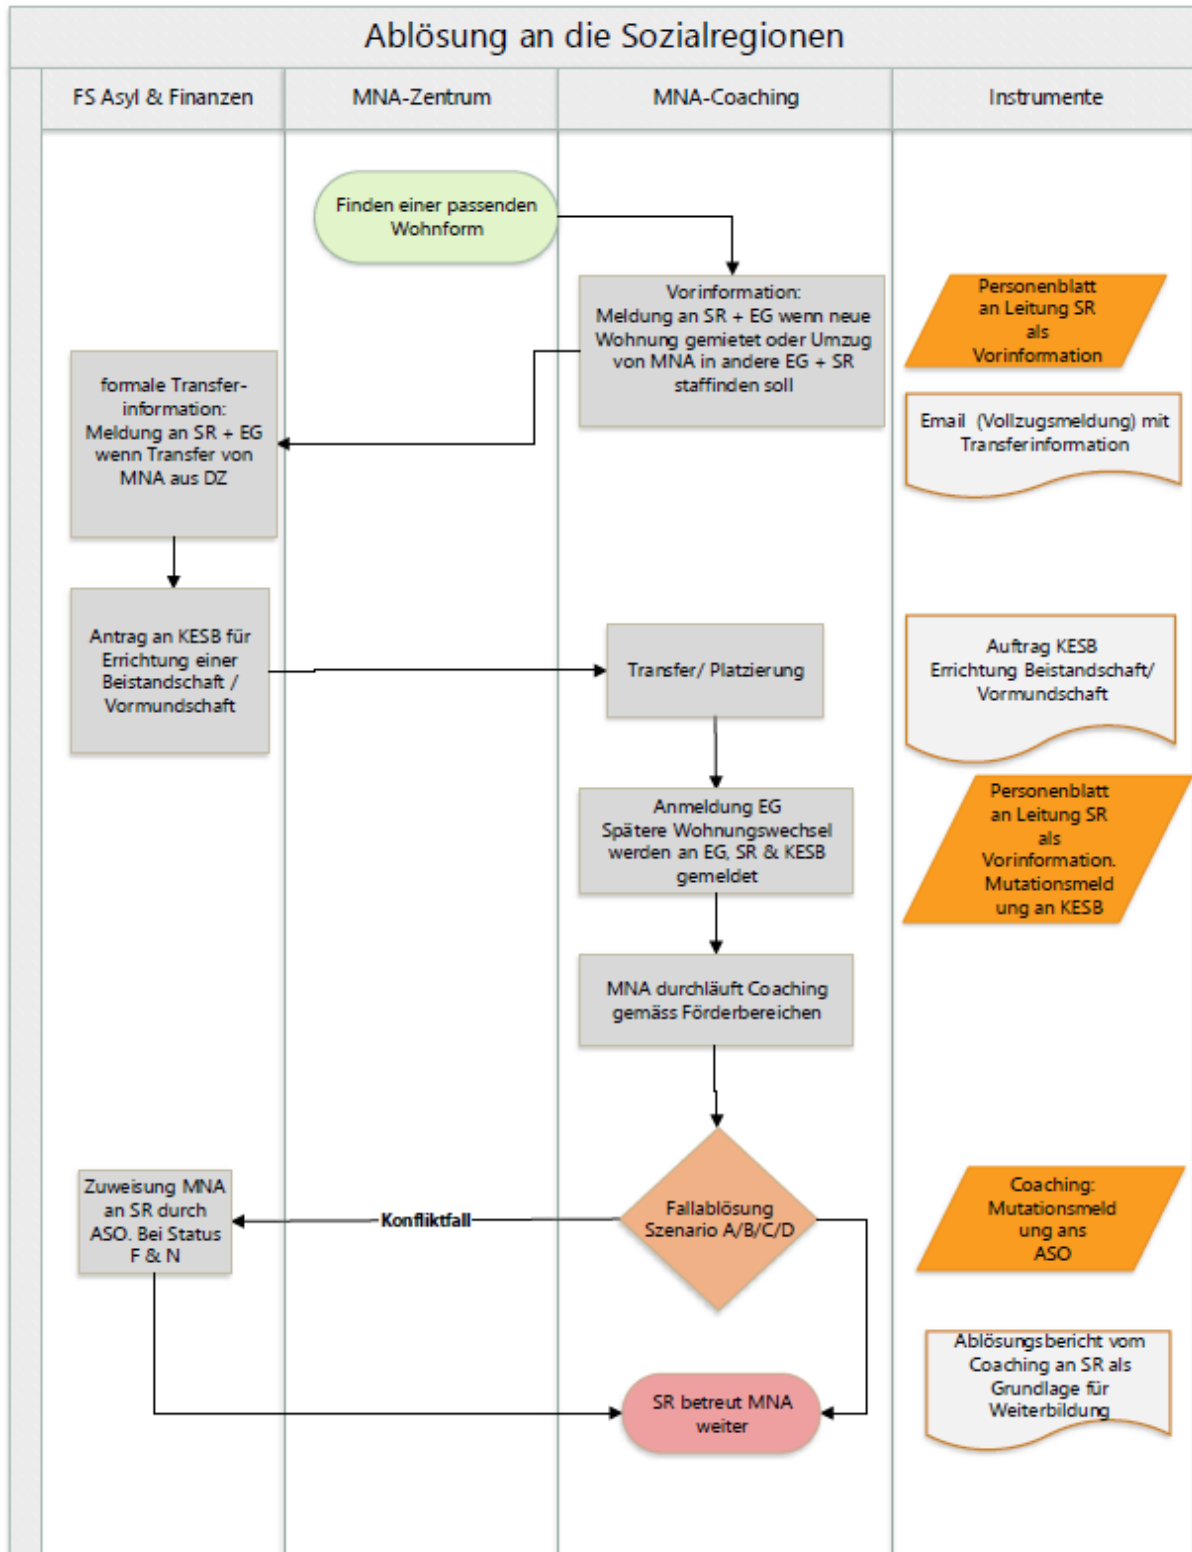 Ablösung an die Sozialregionen
FS Asyl & Finanzen
MNA-Zentrum
MNA-Coaching
Instrumente
Finden einer passenden
Wohnform
Vorinformation:
Meldung an SR + EG wenn neue
Wohnung gemietet oder Umzug
von MNA in andere EG + SR
staffinden soll
Personenblatt
an Leitung SR
als
Vorinformation
formale Transfer-
information:
Meldung an SR + EG
wenn Transfer von
MNA aus DZ
Email (Vollzugsmeldung) mit
Transferinformation
Antrag an KESB für
Errichtung einer
Beistandschaft /
Vormundschaft
Transfer/ Platzierung
Auftrag KESB
Errichtung Beistandschaft/
Vormundschaft
Anmeldung EG
Spätere Wohnungswechsel
werden an EG, SR & KESB
gemeldet
Personenblatt
an Leitung SR
als
Vorinformation.
Mutationsmeld
ung an KESB
MNA durchläuft Coaching
gemäss Förderbereichen
Zuweisung MNA
an SR durch
ASO. Bei Status
F & N
Konfliktfall
Fallablösung
Szenario A/B/C/D
Coaching:
Mutationsmeld
ung ans
ASO
SR betreut MNA
weiter
Ablösungsbericht vom
Coaching an SR als
Grundlage für
Weiterbildung